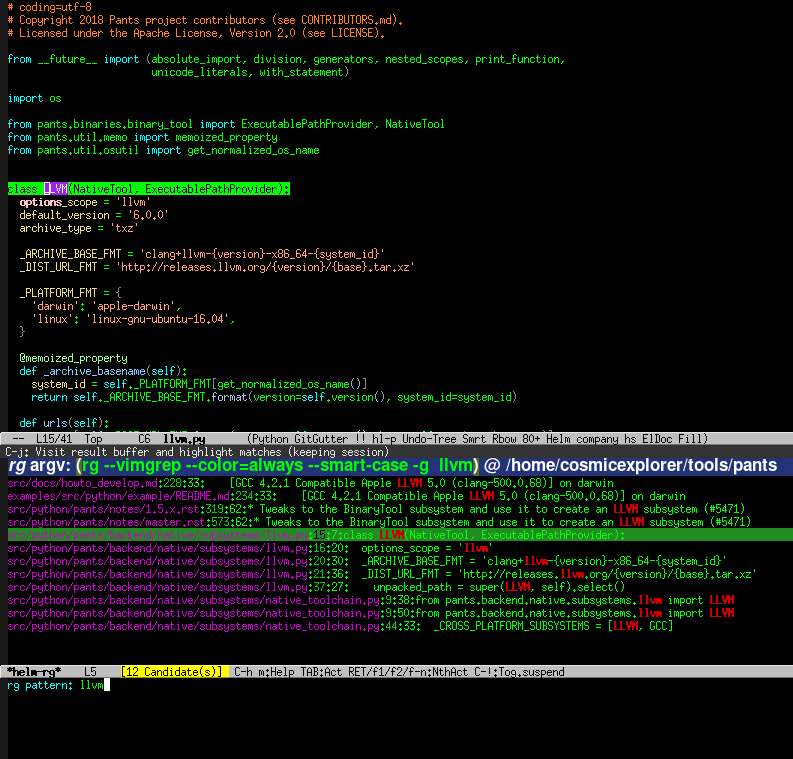 # coding=utf-8
# Copyright 2018 Pants project contributors (see CONTRIBUTORS.md).
# Licensed under the Apache License, Version 2.0 (see LICENSE).
from __future__ import (absolute_import, division, generators, nested_scopes, print_function,
unicode_literals, with_statement)
import os
from pants.binaries.binary_tool import ExecutablePathProvider, NativeTool
from pants.util.memo import memoized_property
from pants.util.osutil import get_normalized_os_name
class LLVM(NativeTool, ExecutablePathProvider):
options_scope = 'llvm'
default_version = '6.0.0'
archive_type = 'txz'
_ARCHIVE_BASE_FMT = 'clang+llvm-{version}-x86_64-{system_id}'
_DIST_URL_FMT = 'http://releases.llvm.org/{version}/{base}.tar.xz'
_PLATFORM_FMT = {
'darwin': 'apple-darwin',
'linux': 'linux-gnu-ubuntu-16.04',
}
@memoized_property
def _archive_basename(self):
system_id = self._PLATFORM_FMT[get_normalized_os_name()]
return self._ARCHIVE_BASE_FMT.format(version=self.version(), system_id=system_id)
def urls(self):
-- L15/41 Top C6 llvm.py (Python GitGutter !! hl-p Undo-Tree Smrt Rbow 80+ Helm company hs ElDoc Fill)
C-j: Visit result buffer and highlight matches (keeping session)
rg argv: (rg --vimgrep --color=always --smart-case -g  llvm) @ /home/cosmicexplorer/tools/pants
src/docs/howto_develop.md:228:33: [GCC 4.2.1 Compatible Apple LLVM 5.0 (clang-500.0.68)] on darwin
examples/src/python/example/README.md:234:33: [GCC 4.2.1 Compatible Apple LLVM 5.0 (clang-500.0.68)] on darwin
src/python/pants/notes/1.5.x.rst:319:62:* Tweaks to the BinaryTool subsystem and use it to create an LLVM subsystem (#5471)
src/python/pants/notes/master.rst:573:62:* Tweaks to the BinaryTool subsystem and use it to create an LLVM subsystem (#5471)
src/python/pants/backend/native/subsystems/llvm.py:15:7:class LLVM(NativeTool, ExecutablePathProvider):
src/python/pants/backend/native/subsystems/llvm.py:16:20: options_scope = 'llvm'
src/python/pants/backend/native/subsystems/llvm.py:20:30: _ARCHIVE_BASE_FMT = 'clang+llvm-{version}-x86_64-{system_id}'
src/python/pants/backend/native/subsystems/llvm.py:21:36: _DIST_URL_FMT = 'http://releases.llvm.org/{version}/{base}.tar.xz'
src/python/pants/backend/native/subsystems/llvm.py:37:27: unpacked_path = super(LLVM, self).select()
src/python/pants/backend/native/subsystems/native_toolchain.py:9:38:from pants.backend.native.subsystems.llvm import LLVM
src/python/pants/backend/native/subsystems/native_toolchain.py:9:50:from pants.backend.native.subsystems.llvm import LLVM
src/python/pants/backend/native/subsystems/native_toolchain.py:44:33: _CROSS_PLATFORM_SUBSYSTEMS = [LLVM, GCC]
*helm-rg* L5 [12 Candidate(s)] C-h m:Help TAB:Act RET/f1/f2/f-n:NthAct C-!:Tog.suspend
rg pattern: llvm